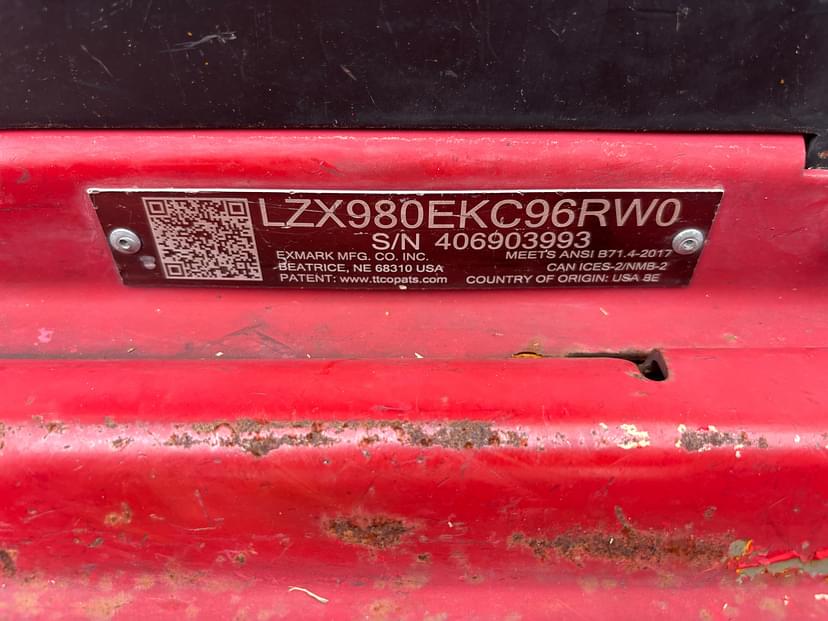 LZX980EKC96RW0
S/N 406903993
EXMARK MFG. CO. INC. MEETS ANSI B71.4-2017
BEATRICE, NE 68310 USA CAN ICES-2/NMB-2
PATENT: www.ttcopats.com COUNTRY OF ORIGIN: USA 8E